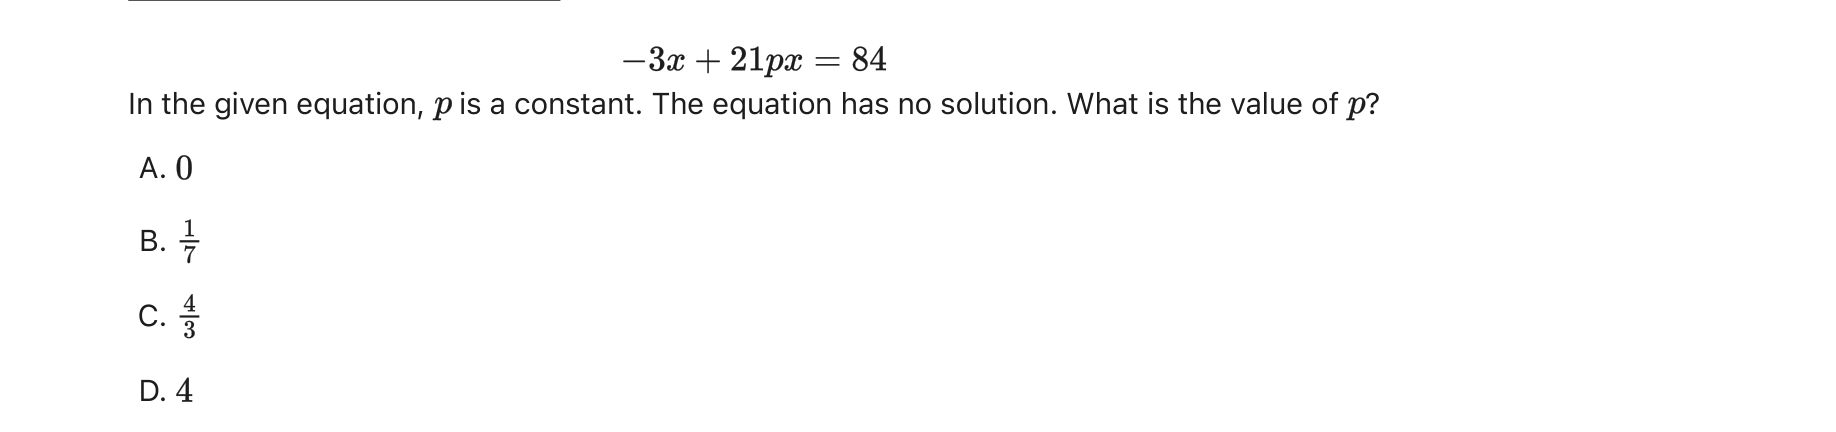 −3x + 21px = 84
In the given equation, p is a constant. The equation has no solution. What is the value of p?
A. 0
B. 1/7
C. 4/3
D. 4